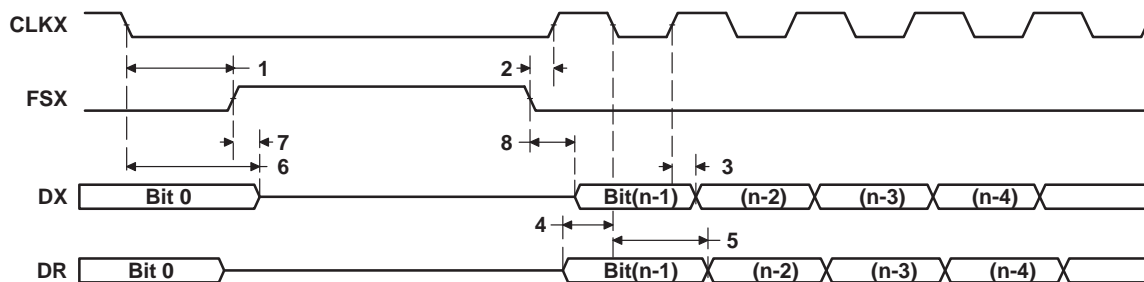 CLKX
1 2
FSX
7 8
6 3
DX Bit 0 Bit(n-1) (n-2) (n-3) (n-4)
4 5
DR Bit 0 Bit(n-1) (n-2) (n-3) (n-4)